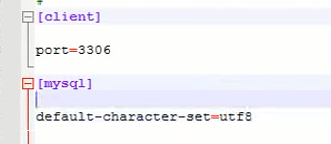 [client]
port=3306
[mysql]
default-character-set=utf8